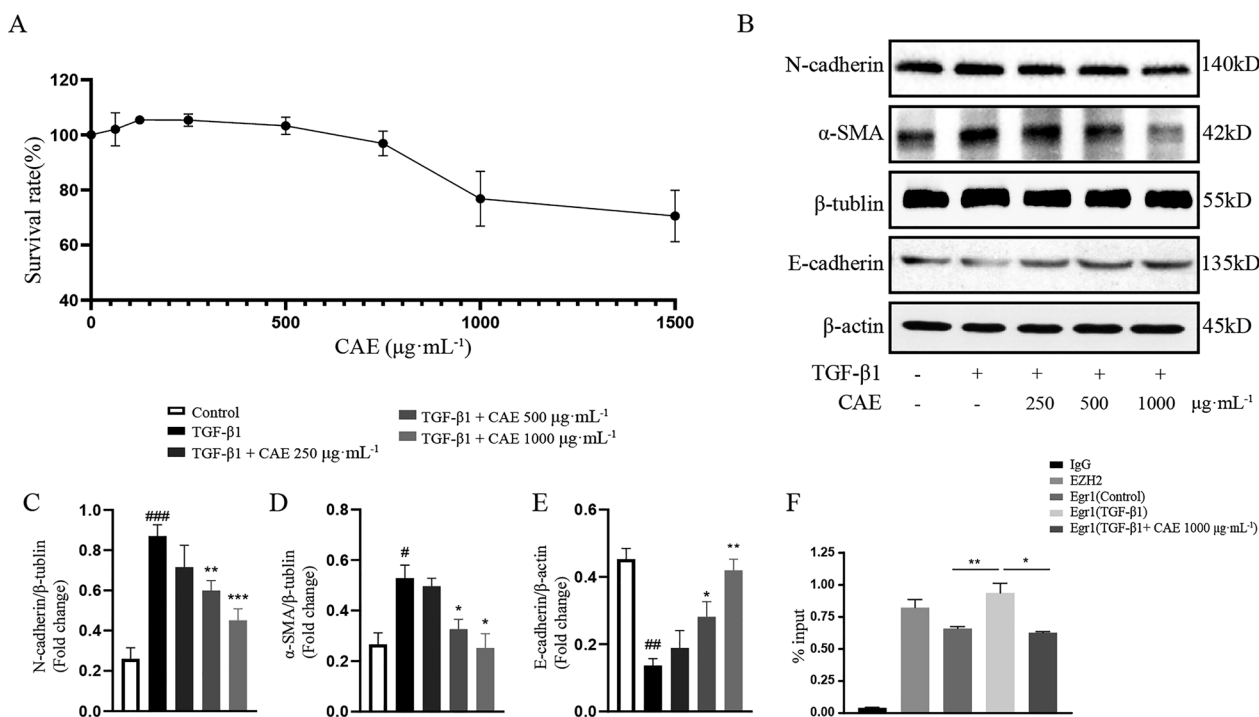 A
Survival rate(%)
120
100
80
60
40
0
500
1000
1500
CAE (μg·mL⁻¹)
B
N-cadherin
140kD
α-SMA
42kD
β-tublin
55kD
E-cadherin
135kD
β-actin
45kD
TGF-β1 - + + + +
CAE - - 250 500 1000 μg·mL⁻¹
Control
TGF-β1
TGF-β1 + CAE 250 μg·mL⁻¹
TGF-β1 + CAE 500 μg·mL⁻¹
TGF-β1 + CAE 1000 μg·mL⁻¹
C
N-cadherin/β-tublin
(Fold change)
1.0
0.8
0.6
0.4
0.2
0.0
###
**
***
D
α-SMA/β-tublin
(Fold change)
0.8
0.6
0.4
0.2
0.0
#
*
*
E
E-cadherin/β-actin
(Fold change)
0.6
0.4
0.2
0.0
##
*
**
F
IgG
EZH2
Egr1(Control)
Egr1(TGF-β1)
Egr1(TGF-β1+ CAE 1000 μg·mL⁻¹)
% input
1.25
1.00
0.75
0.50
0.25
0.00
**
*